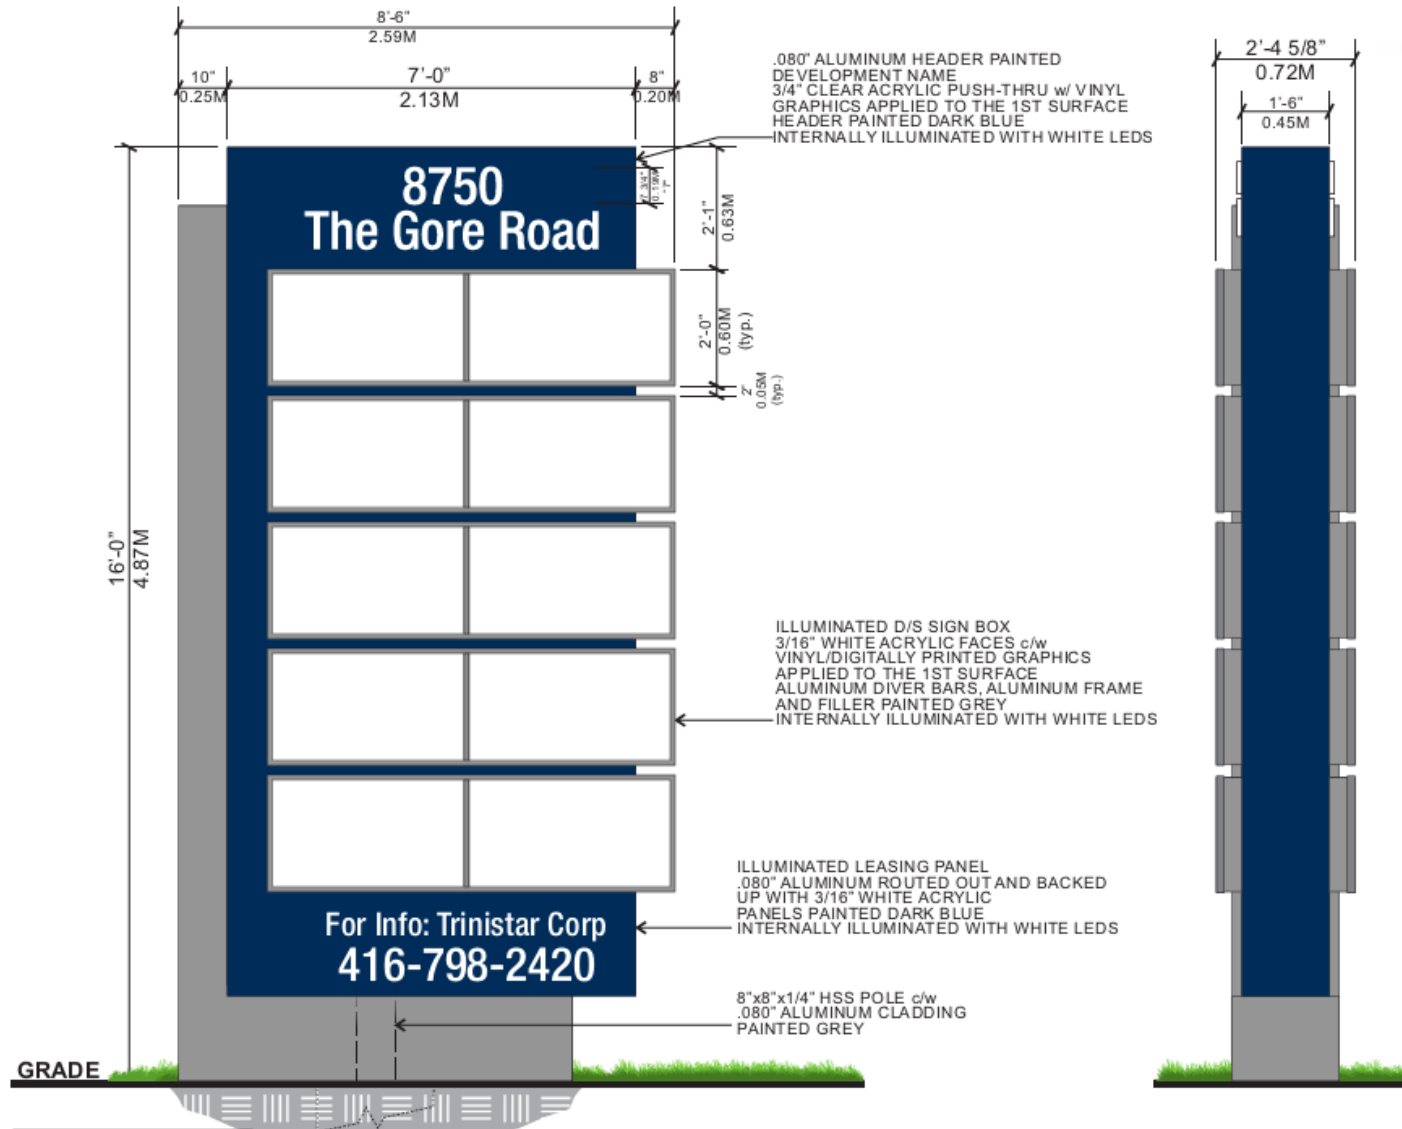 8'-6"
2.59M
10"
0.25M
7'-0"
2.13M
8"
0.20M
.080" ALUMINUM HEADER PAINTED
DEVELOPMENT NAME
3/4" CLEAR ACRYLIC PUSH-THRU w/ VINYL
GRAPHICS APPLIED TO THE 1ST SURFACE
HEADER PAINTED DARK BLUE
INTERNALLY ILLUMINATED WITH WHITE LEDS
2'-4 5/8"
0.72M
1'-6"
0.45M
8750
The Gore Road
7 3/4"
0.19M
2'-1"
0.63M
2'-0"
0.60M
(typ.)
2"
0.05M
(typ.)
16'-0"
4.87M
ILLUMINATED D/S SIGN BOX
3/16" WHITE ACRYLIC FACES c/w
VINYL/DIGITALLY PRINTED GRAPHICS
APPLIED TO THE 1ST SURFACE
ALUMINUM DIVER BARS, ALUMINUM FRAME
AND FILLER PAINTED GREY
INTERNALLY ILLUMINATED WITH WHITE LEDS
ILLUMINATED LEASING PANEL
.080" ALUMINUM ROUTED OUT AND BACKED
UP WITH 3/16" WHITE ACRYLIC
PANELS PAINTED DARK BLUE
INTERNALLY ILLUMINATED WITH WHITE LEDS
For Info: Trinistar Corp
416-798-2420
8"x8"x1/4" HSS POLE c/w
.080" ALUMINUM CLADDING
PAINTED GREY
GRADE